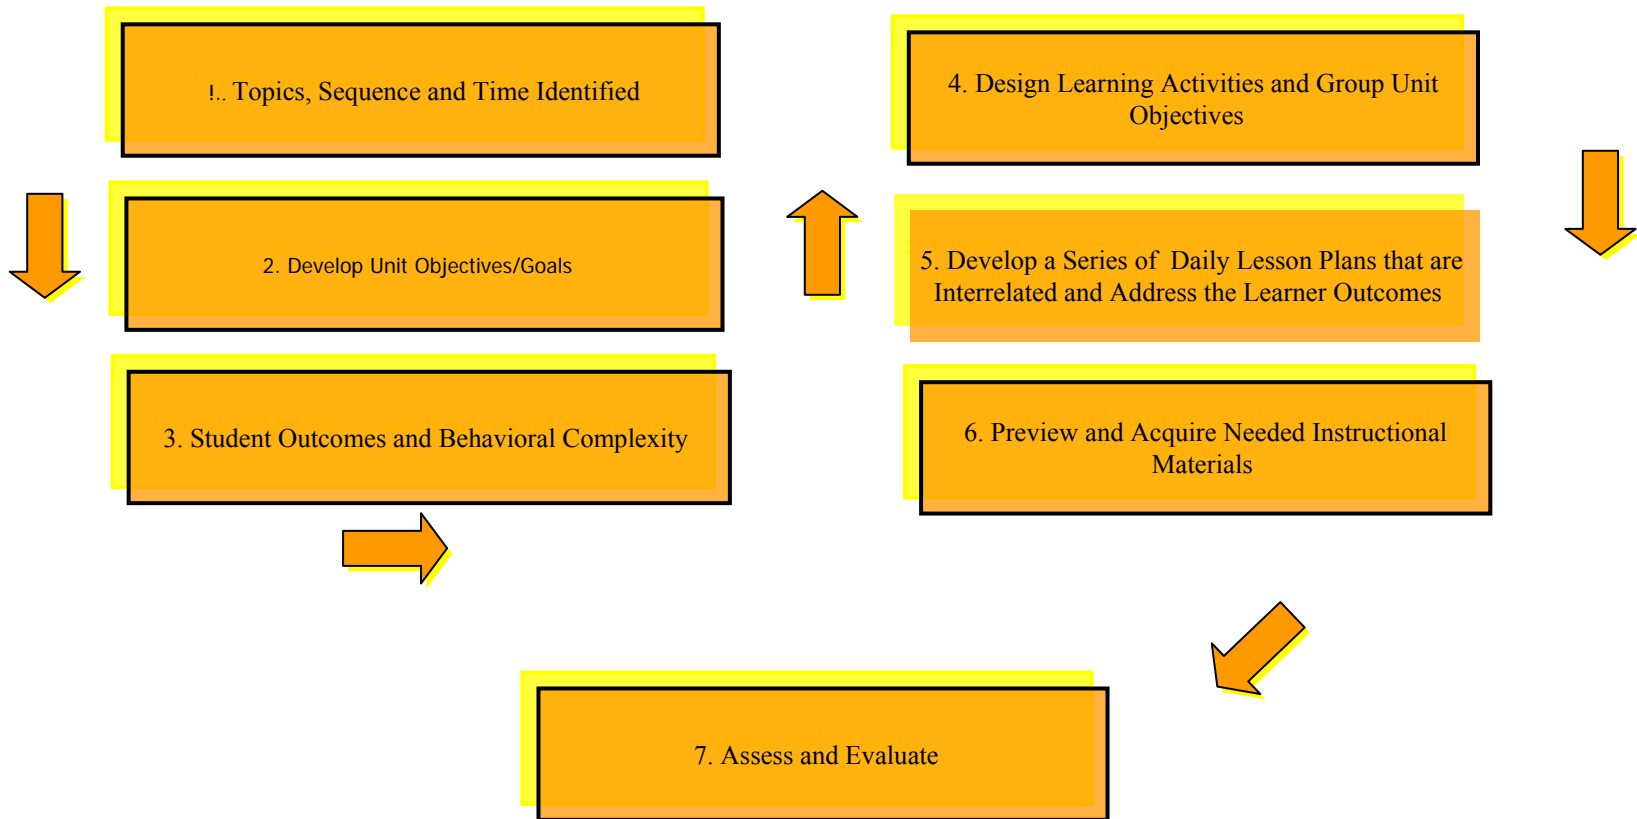 !.. Topics, Sequence and Time Identified
2. Develop Unit Objectives/Goals
3. Student Outcomes and Behavioral Complexity
4. Design Learning Activities and Group Unit
Objectives
5. Develop a Series of Daily Lesson Plans that are
Interrelated and Address the Learner Outcomes
6. Preview and Acquire Needed Instructional
Materials
7. Assess and Evaluate